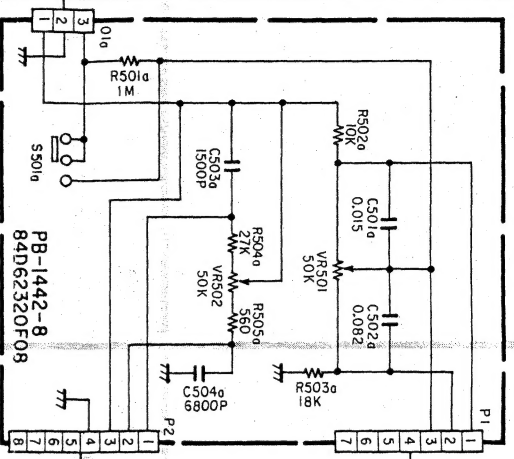 1 2 3
01a
R501a
1M
S501a
C503a
1500P
R502a
10K
C501a
0.015
R504a
27K
VR502
50K
VR501
50K
R505a
560
C502a
0.082
PB-1442-8
84D62320F08
C504a
6800P
R503a
18K
P2
P1
8 7 6 5 4 3 2 1
7 6 5 4 3 2 1